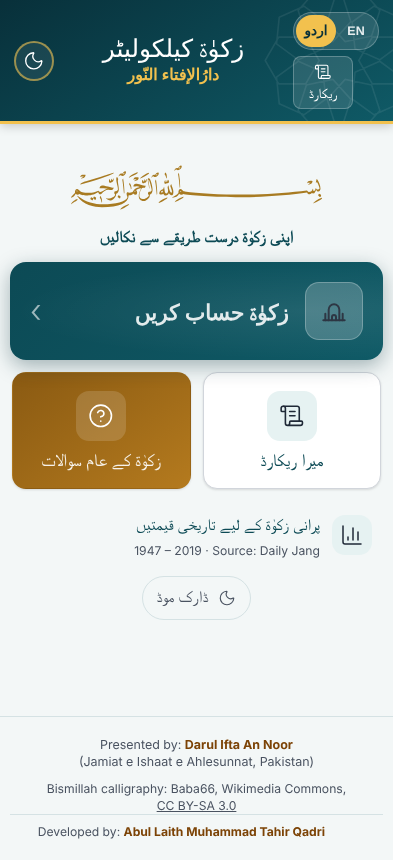 زکوٰۃ کیلکولیٹر
دارُالإفتاء النّور
اردو
EN
ریکارڈ
بِسْمِ اللهِ الرَّحْمٰنِ الرَّحِيْمِ
اپنی زکوٰۃ درست طریقے سے نکالیں
زکوٰۃ حساب کریں
میرا ریکارڈ
زکوٰۃ کے عام سوالات
پرانی زکوٰۃ کے لیے تاریخی قیمتیں
1947 – 2019 · Source: Daily Jang
ڈارک موڈ
Presented by: Darul Ifta An Noor
(Jamiat e Ishaat e Ahlesunnat, Pakistan)
Bismillah calligraphy: Baba66, Wikimedia Commons,
CC BY-SA 3.0
Developed by: Abul Laith Muhammad Tahir Qadri